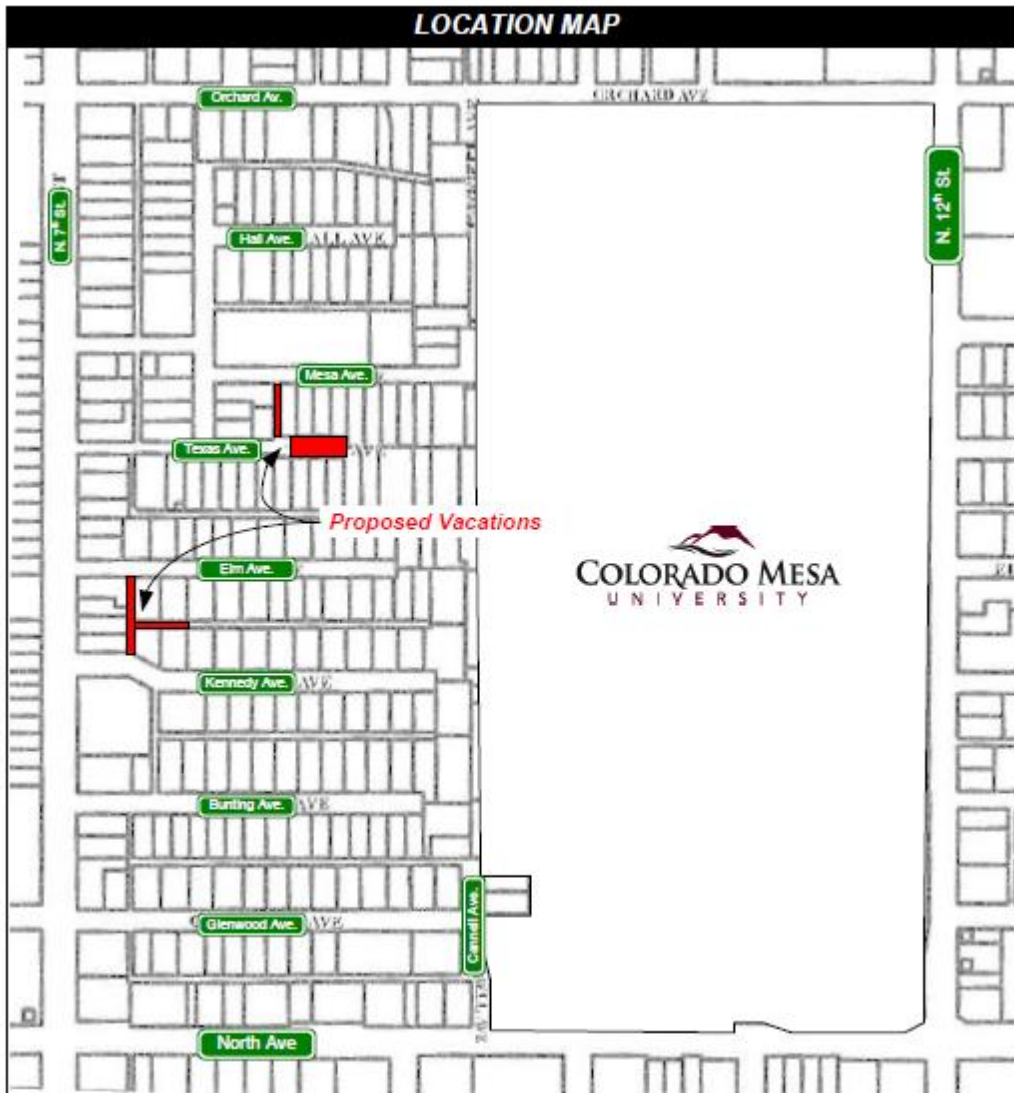 LOCATION MAP
Orchard Av.
ORCHARD AVE
N. 7th St.
N. 12th St.
Hall Ave.
ALL AVE
Mesa Ave.
Texas Ave.
AVE
Proposed Vacations
Elm Ave.
COLORADO MESA
UNIVERSITY
Kennedy Ave.
AVE
Bunting Ave.
AVE
Cannell Ave.
Glenwood Ave.
AVE
North Ave